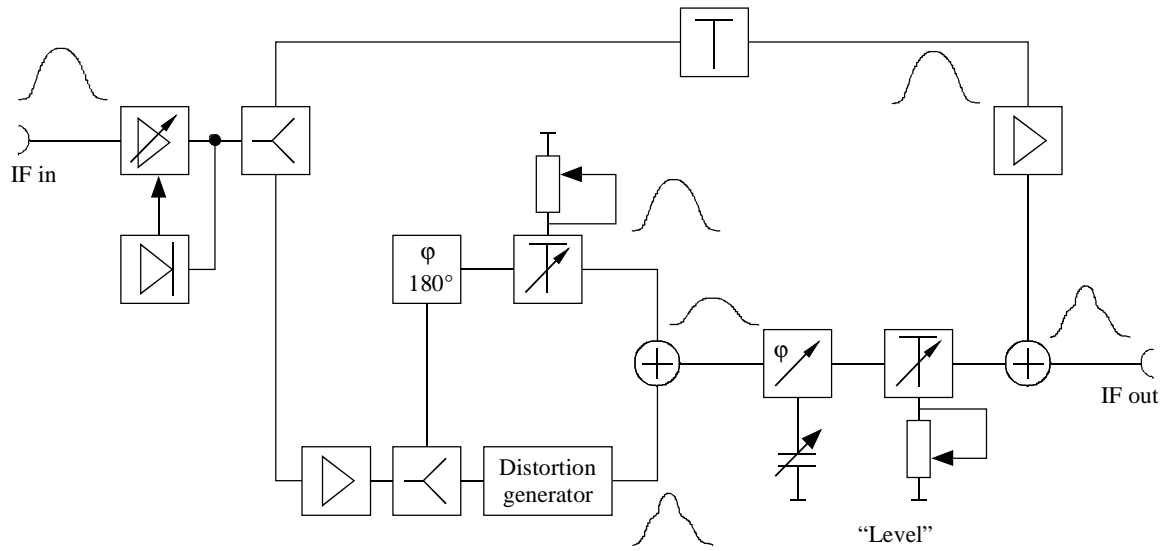 IF in
φ
180°
φ
IF out
Distortion
generator
“Level”